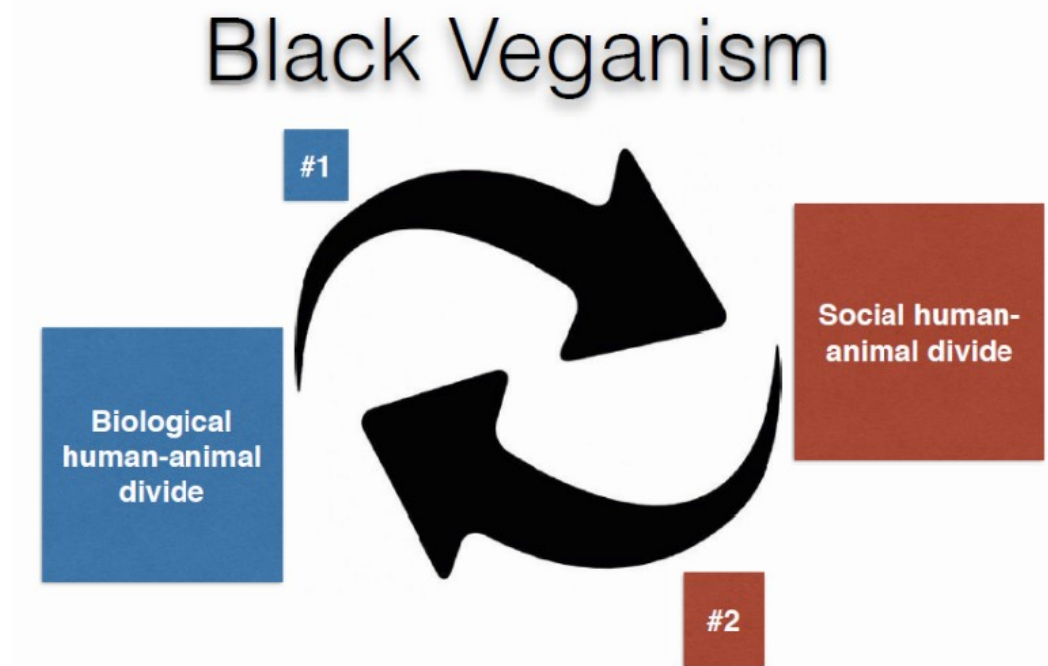 Black Veganism
#1
Social human-
animal divide
Biological
human-animal
divide
#2